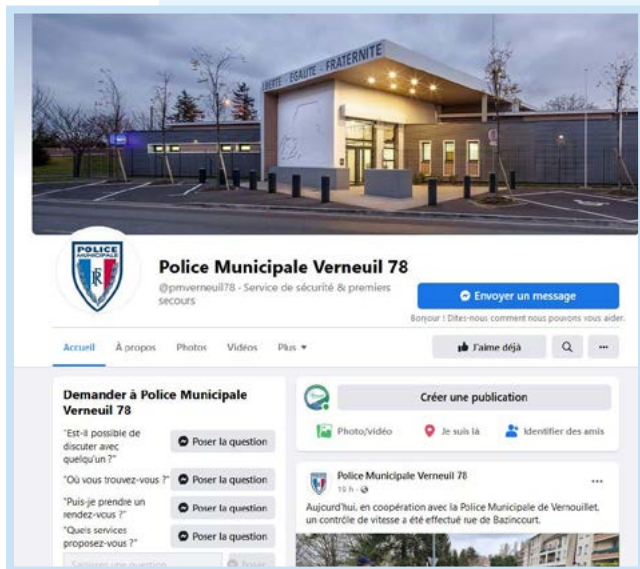 LIBERTÉ - ÉGALITÉ - FRATERNITÉ
POLICE
MUNICIPALE
RF
Police Municipale Verneuil 78
@pmverneuil78 - Service de sécurité & premiers
secours
Envoyer un message
Bonjour ! Dites-nous comment nous pouvons vous aider.
Accueil À propos Photos Vidéos Plus
J'aime déjà
Demander à Police Municipale
Verneuil 78
"Est-il possible de
discuter avec
quelqu'un ?"
Poser la question
"Où vous trouvez-vous ?"
Poser la question
"Puis-je prendre un
rendez-vous ?"
Poser la question
"Quels services
proposez-vous ?"
Poser la question
Saisissez une question
Poser
Créer une publication
Photo/vidéo Je suis là Identifier des amis
Police Municipale Verneuil 78
19 h
Aujourd'hui, en coopération avec la Police Municipale de Vernouillet,
un contrôle de vitesse a été effectué rue de Bazincourt.